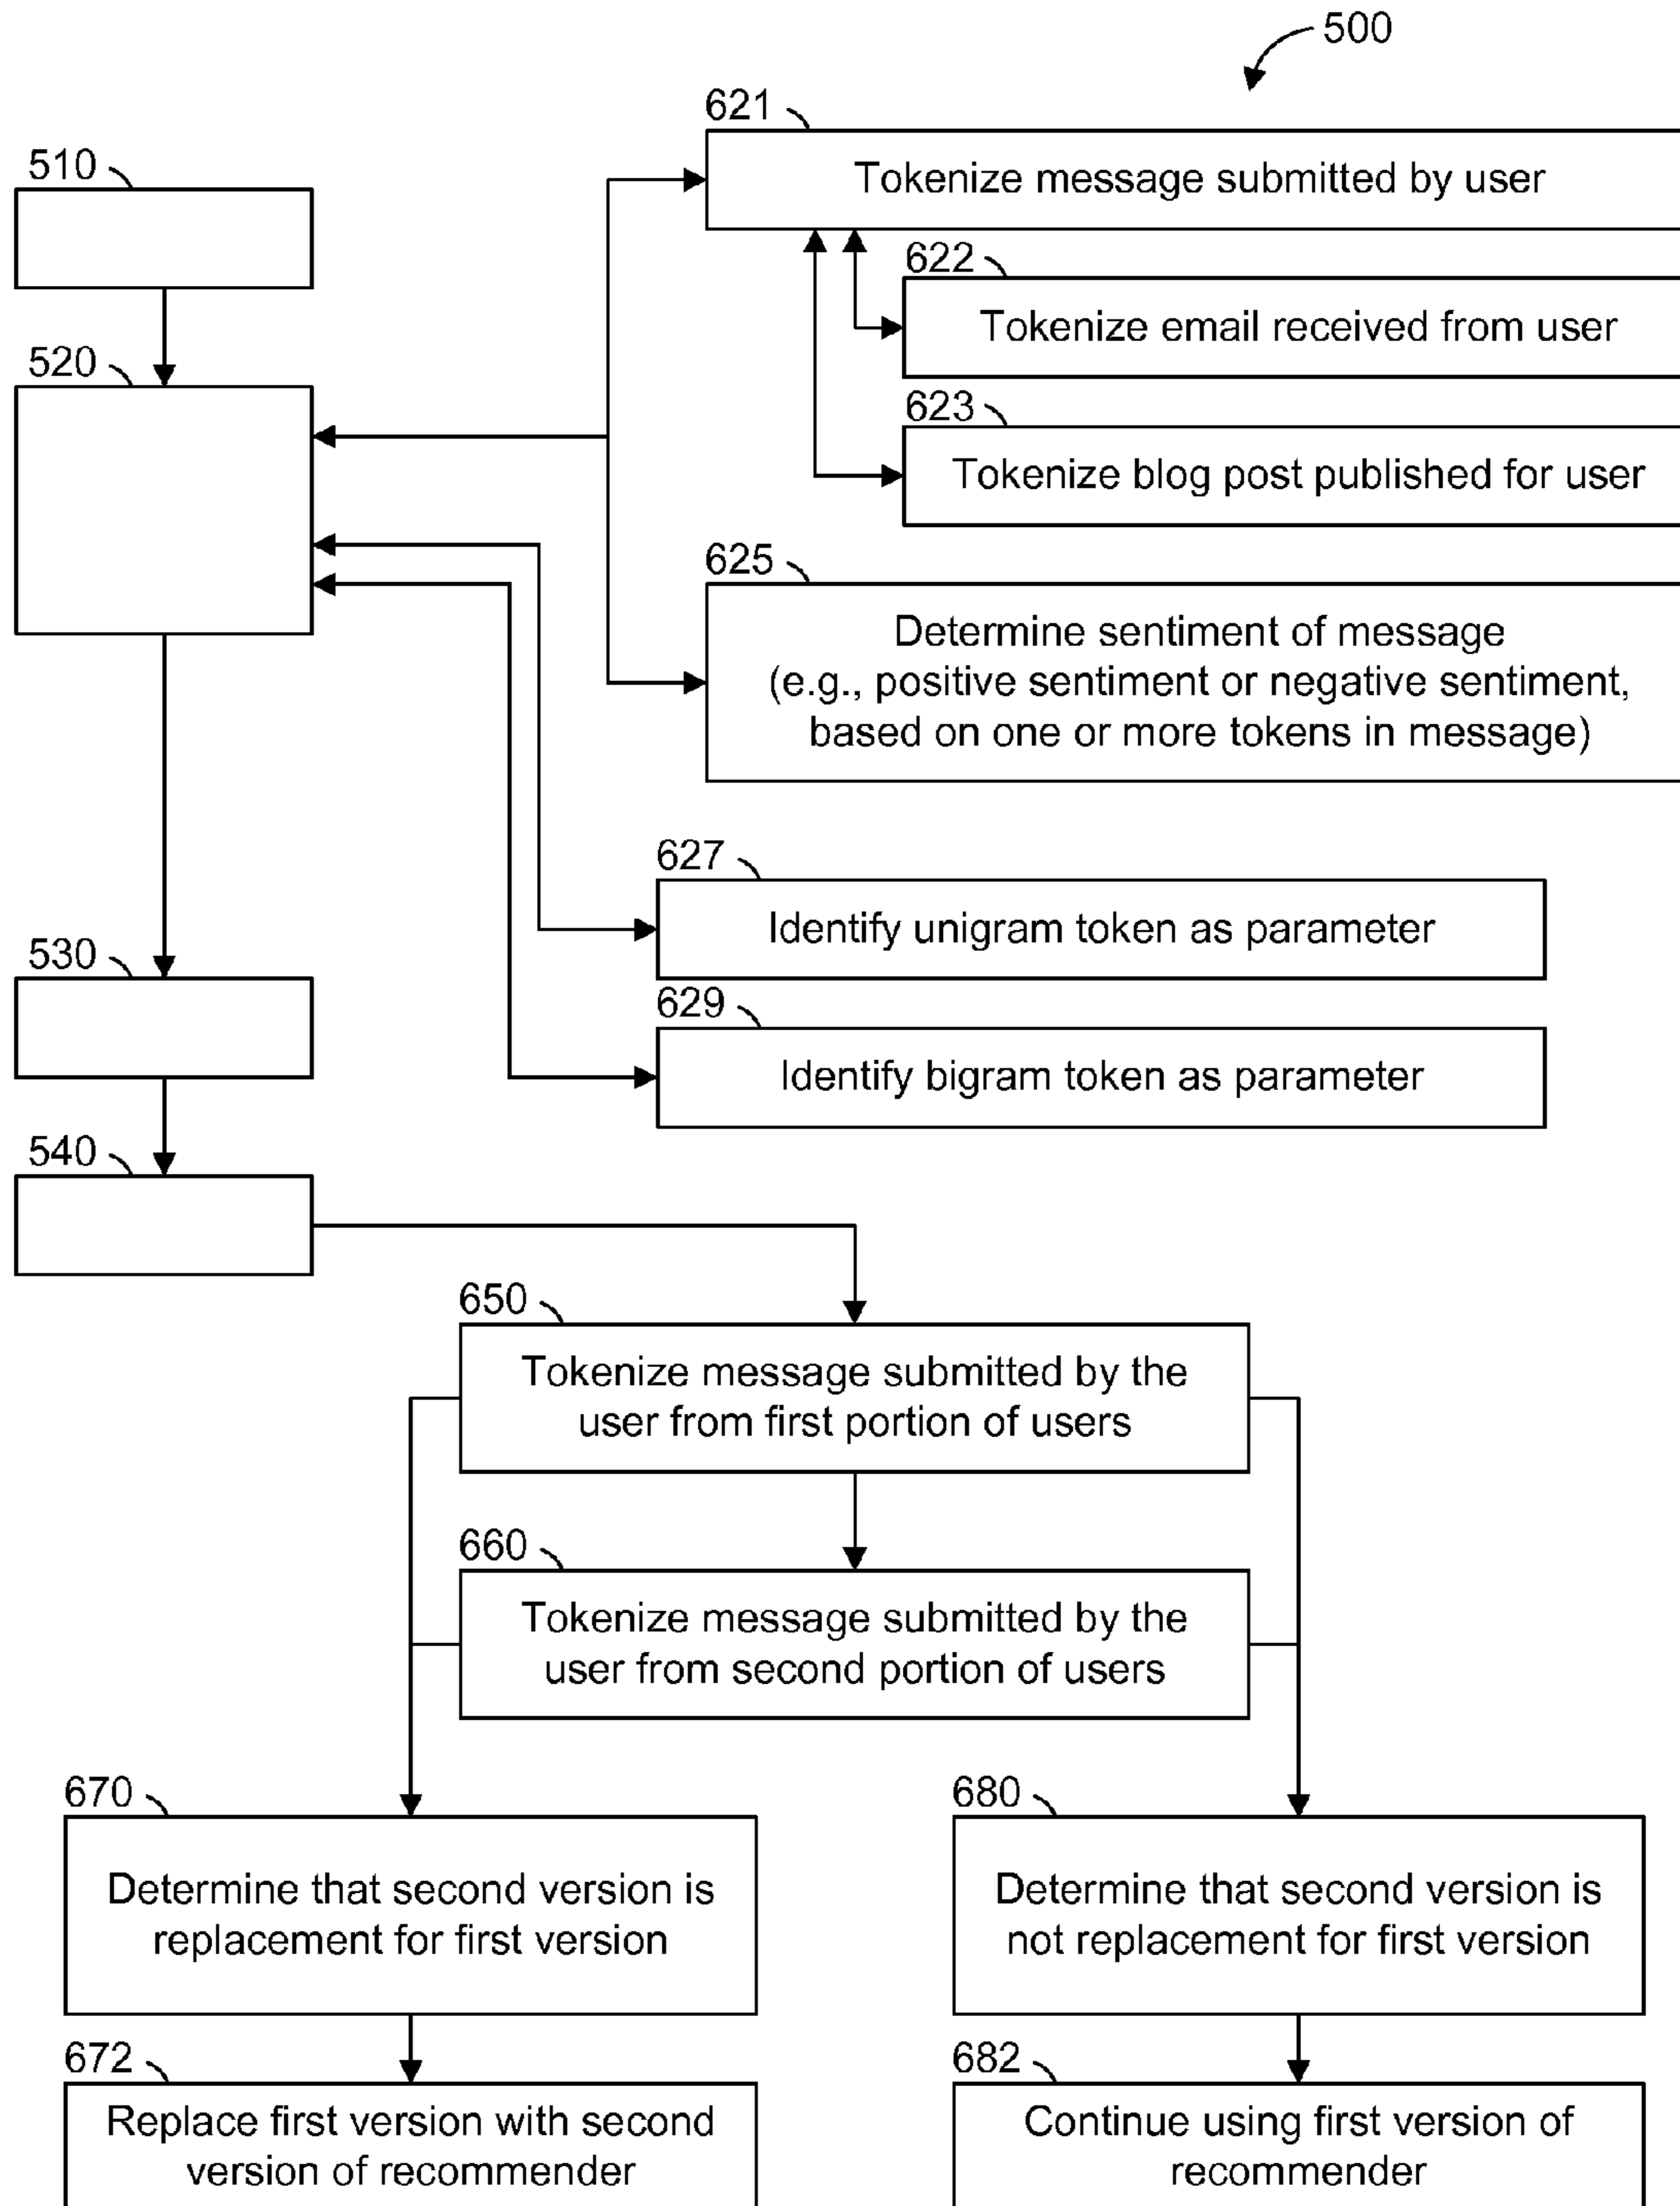 500
621
Tokenize message submitted by user
510
622
Tokenize email received from user
520
623
Tokenize blog post published for user
625
Determine sentiment of message
(e.g., positive sentiment or negative sentiment,
based on one or more tokens in message)
627
Identify unigram token as parameter
530
629
Identify bigram token as parameter
540
650
Tokenize message submitted by the
user from first portion of users
660
Tokenize message submitted by the
user from second portion of users
670
Determine that second version is
replacement for first version
680
Determine that second version is
not replacement for first version
672
Replace first version with second
version of recommender
682
Continue using first version of
recommender